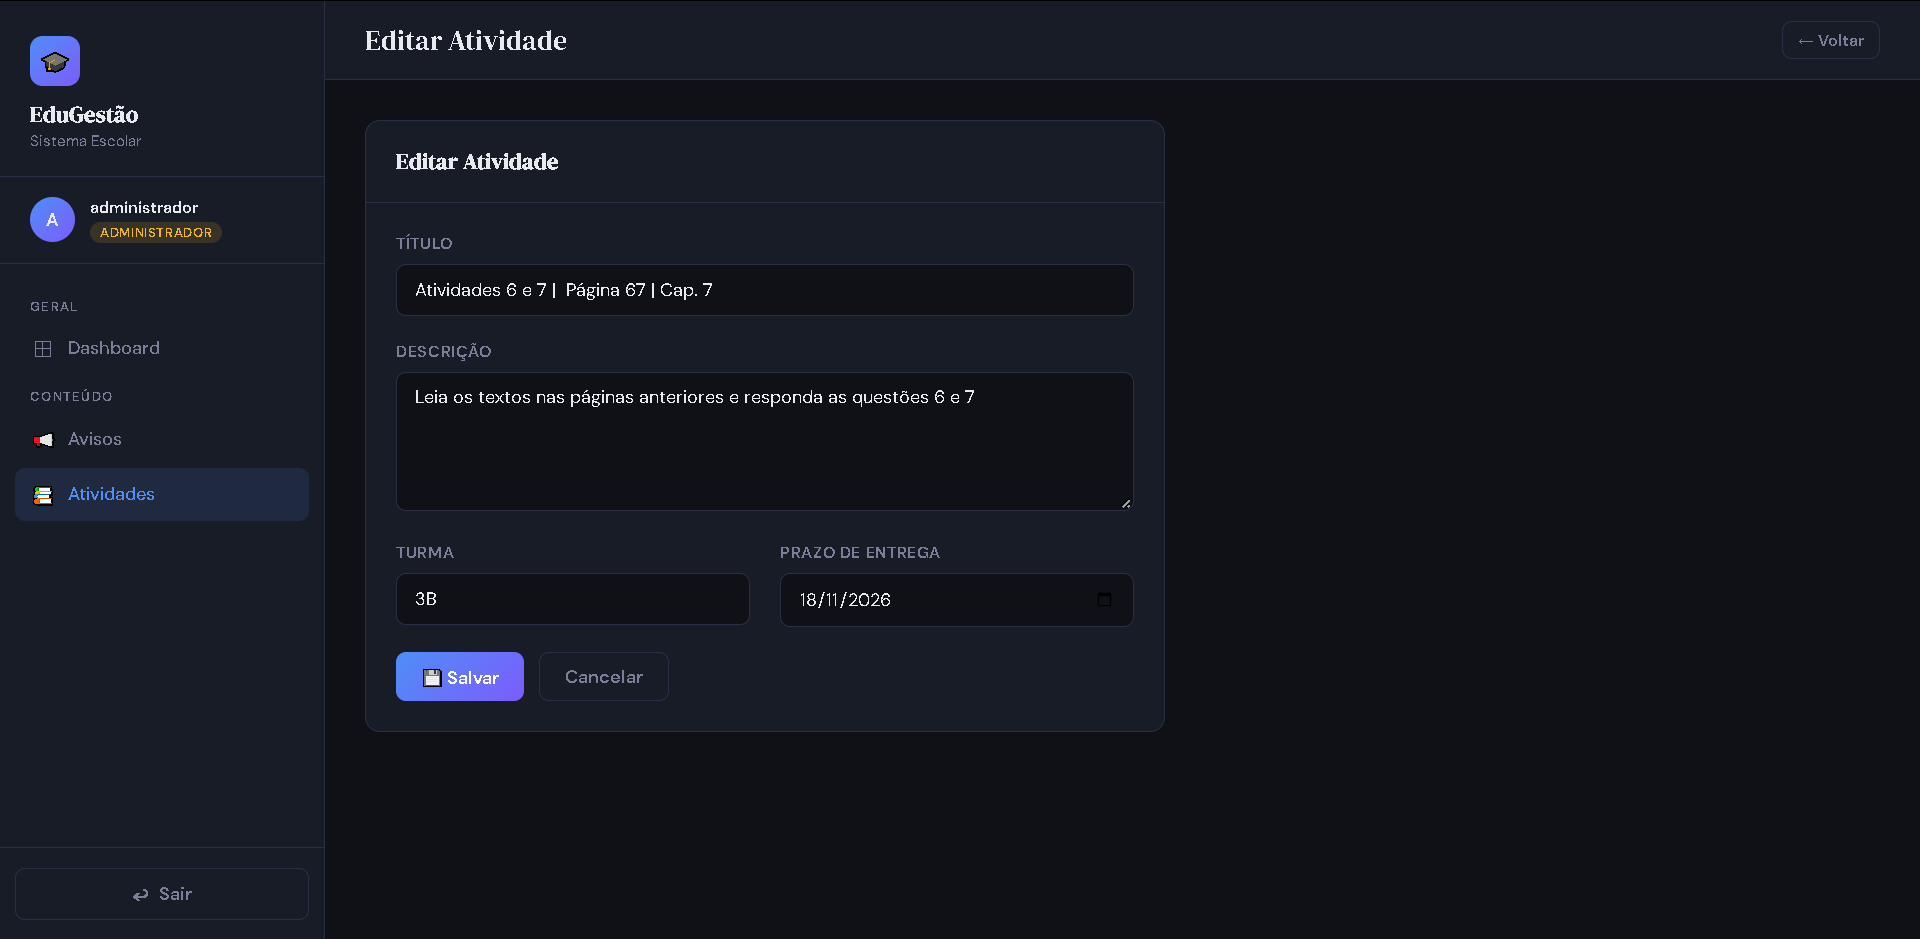 EduGestão
Sistema Escolar
A
administrador
ADMINISTRADOR
GERAL
Dashboard
CONTEÚDO
Avisos
Atividades
↩ Sair
Editar Atividade
← Voltar
Editar Atividade
TÍTULO
Atividades 6 e 7 |  Página 67 | Cap. 7
DESCRIÇÃO
Leia os textos nas páginas anteriores e responda as questões 6 e 7
TURMA
3B
PRAZO DE ENTREGA
18/11/2026
Salvar
Cancelar